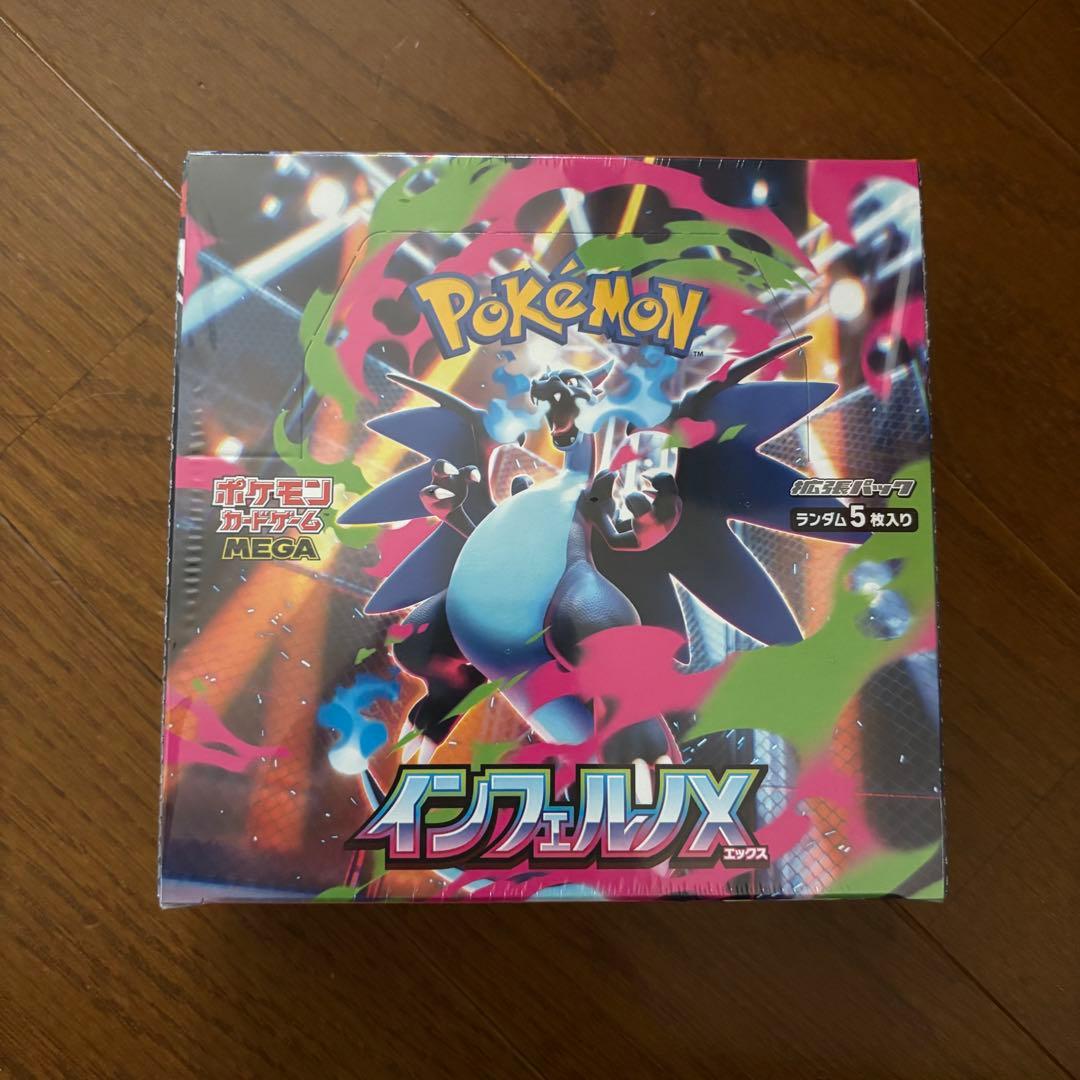 POKéMON
TM
ポケモン
カードゲーム
MEGA
拡張パック
ランダム5枚入り
インフェルノX
エックス